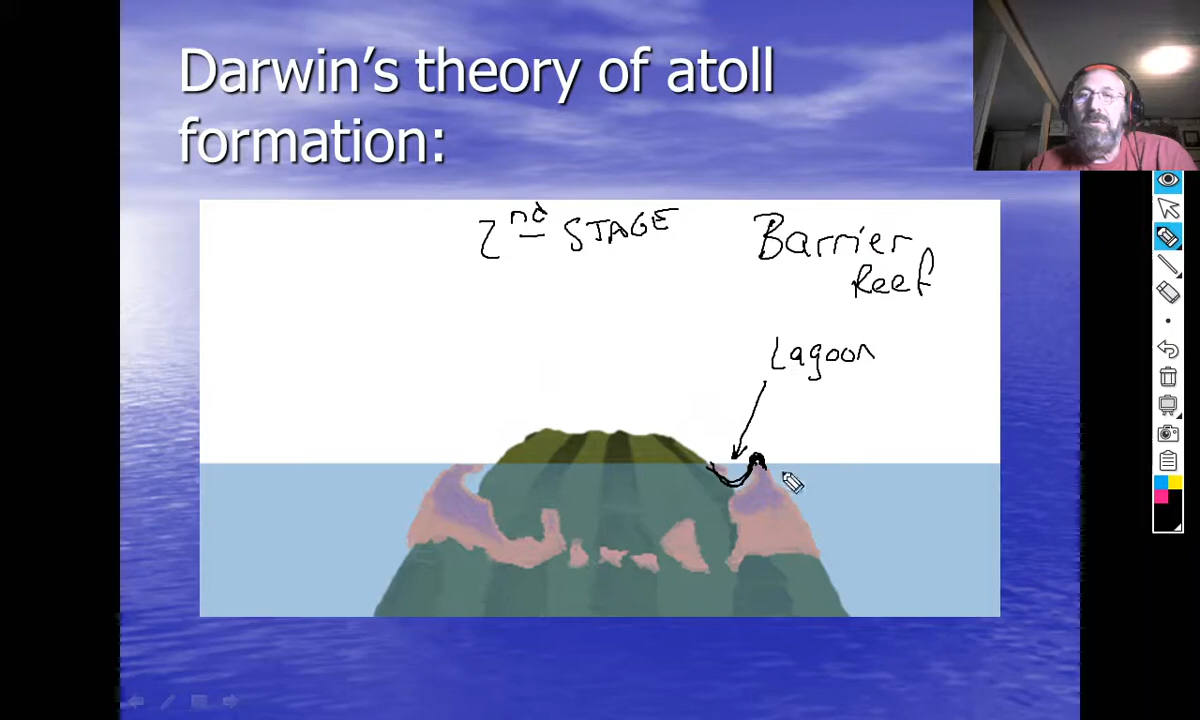 Darwin's theory of atoll
formation:
2nd STAGE
Barrier
Reef
Lagoon